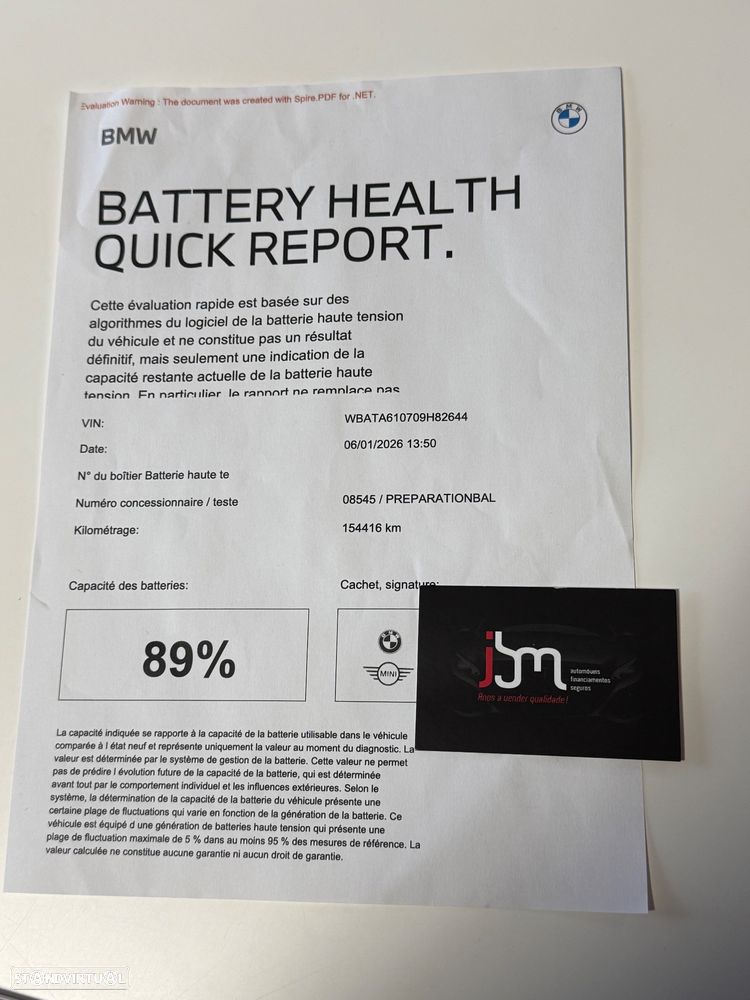 Evaluation Warning : The document was created with Spire.PDF for .NET.
BMW
BMW
BATTERY HEALTH
QUICK REPORT.
Cette évaluation rapide est basée sur des
algorithmes du logiciel de la batterie haute tension
du véhicule et ne constitue pas un résultat
définitif, mais seulement une indication de la
capacité restante actuelle de la batterie haute
tension. En particulier, le rapport ne remplace pas
VIN: WBATA610709H82644
Date: 06/01/2026 13:50
N° du boîtier Batterie haute te
Numéro concessionnaire / teste 08545 / PREPARATIONBAL
Kilométrage: 154416 km
Capacité des batteries: Cachet, signature:
89%
BMW
MINI
jbm
automóveis
financiamentos
seguros
Anos a vender qualidade!
La capacité indiquée se rapporte à la capacité de la batterie utilisable dans le véhicule
comparée à l état neuf et représente uniquement la valeur au moment du diagnostic. La
valeur est déterminée par le système de gestion de la batterie. Cette valeur ne permet
pas de prédire l évolution future de la capacité de la batterie, qui est déterminée
avant tout par le comportement individuel et les influences extérieures. Selon le
système, la détermination de la capacité de la batterie du véhicule présente une
certaine plage de fluctuations qui varie en fonction de la génération de la batterie. Ce
véhicule est équipé d une génération de batteries haute tension qui présente une
plage de fluctuation maximale de 5 % dans au moins 95 % des mesures de référence. La
valeur calculée ne constitue aucune garantie ni aucun droit de garantie.
STANDVIRTUAL